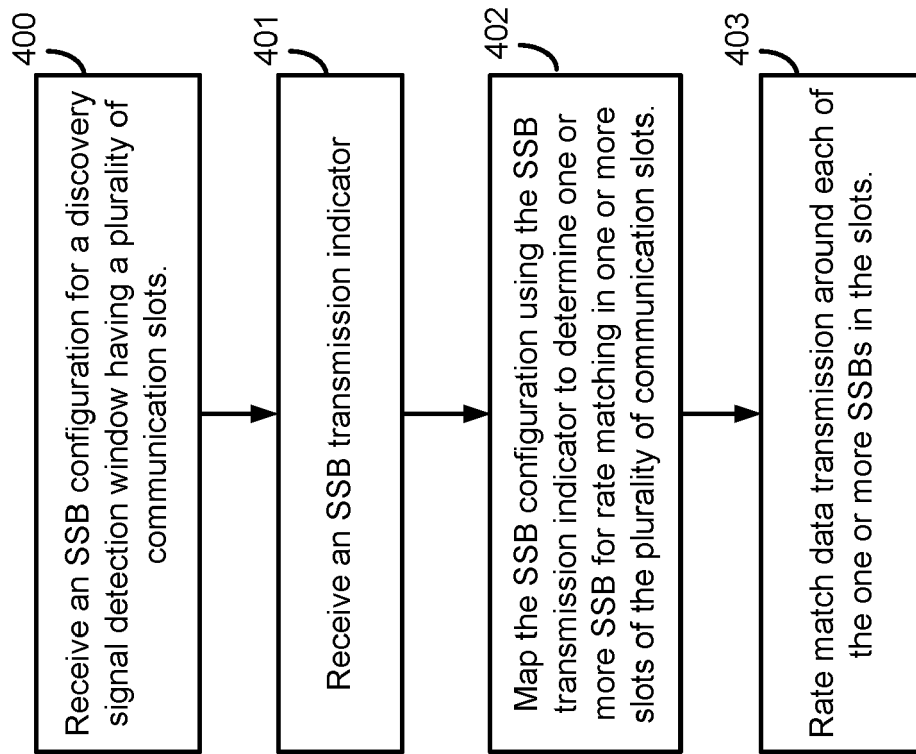 400
Receive an SSB configuration for a discovery
signal detection window having a plurality of
communication slots.
401
Receive an SSB transmission indicator
402
Map the SSB configuration using the SSB
transmission indicator to determine one or
more SSB for rate matching in one or more
slots of the plurality of communication slots.
403
Rate match data transmission around each of
the one or more SSBs in the slots.